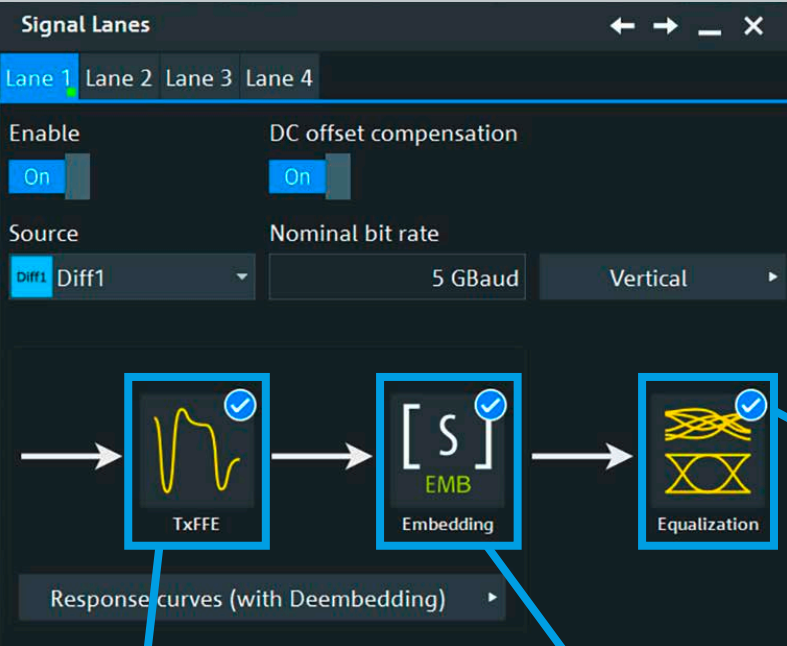 Signal Lanes
Lane 1 Lane 2 Lane 3 Lane 4
Enable DC offset compensation
On On
Source Nominal bit rate
Diff1 Diff1 5 GBaud Vertical
[ S ]
EMB
TxFFE Embedding Equalization
Response curves (with Deembedding)